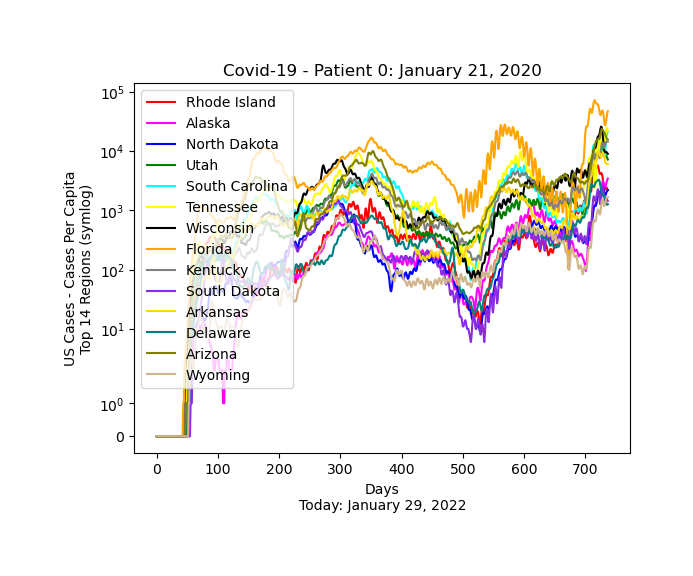 Covid-19 - Patient 0: January 21, 2020
US Cases - Cases Per Capita
Top 14 Regions (symlog)
10^5
10^4
10^3
10^2
10^1
10^0
0
Rhode Island
Alaska
North Dakota
Utah
South Carolina
Tennessee
Wisconsin
Florida
Kentucky
South Dakota
Arkansas
Delaware
Arizona
Wyoming
0 100 200 300 400 500 600 700
Days
Today: January 29, 2022